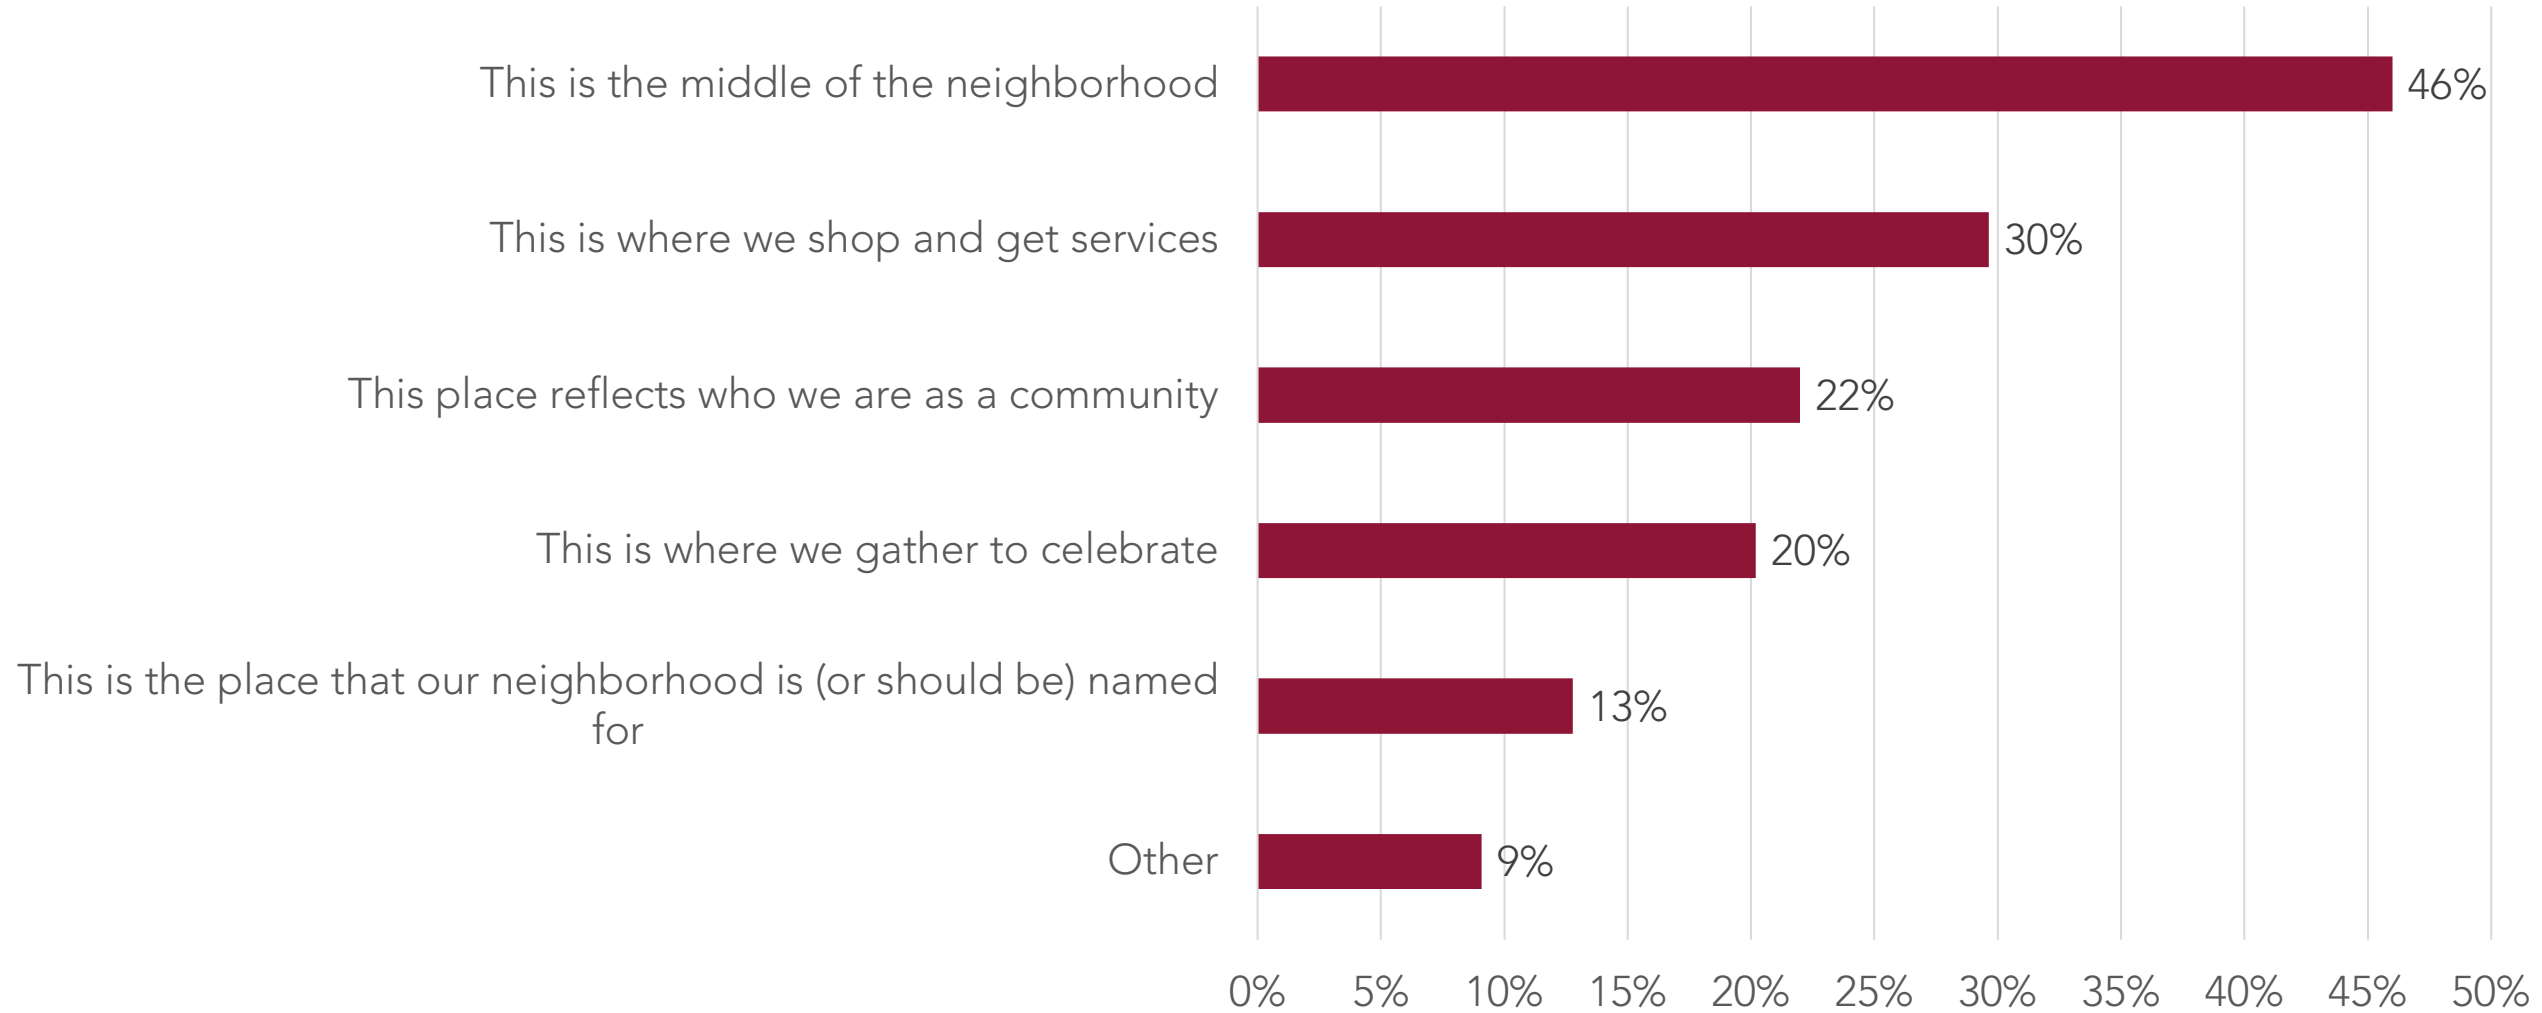 This is the middle of the neighborhood 46%
This is where we shop and get services 30%
This place reflects who we are as a community 22%
This is where we gather to celebrate 20%
This is the place that our neighborhood is (or should be) named
for
13%
Other 9%
0% 5% 10% 15% 20% 25% 30% 35% 40% 45% 50%